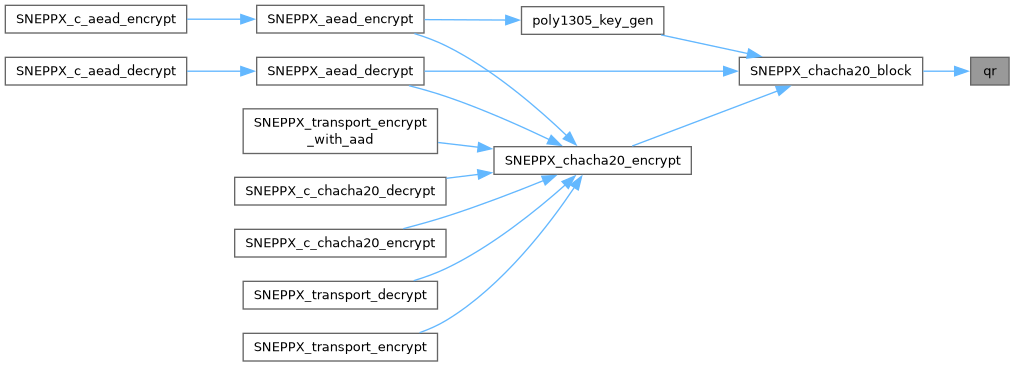 SNEPPX_c_aead_encrypt
SNEPPX_aead_encrypt
poly1305_key_gen
SNEPPX_c_aead_decrypt
SNEPPX_aead_decrypt
SNEPPX_chacha20_block
qr
SNEPPX_transport_encrypt
_with_aad
SNEPPX_chacha20_encrypt
SNEPPX_c_chacha20_decrypt
SNEPPX_c_chacha20_encrypt
SNEPPX_transport_decrypt
SNEPPX_transport_encrypt